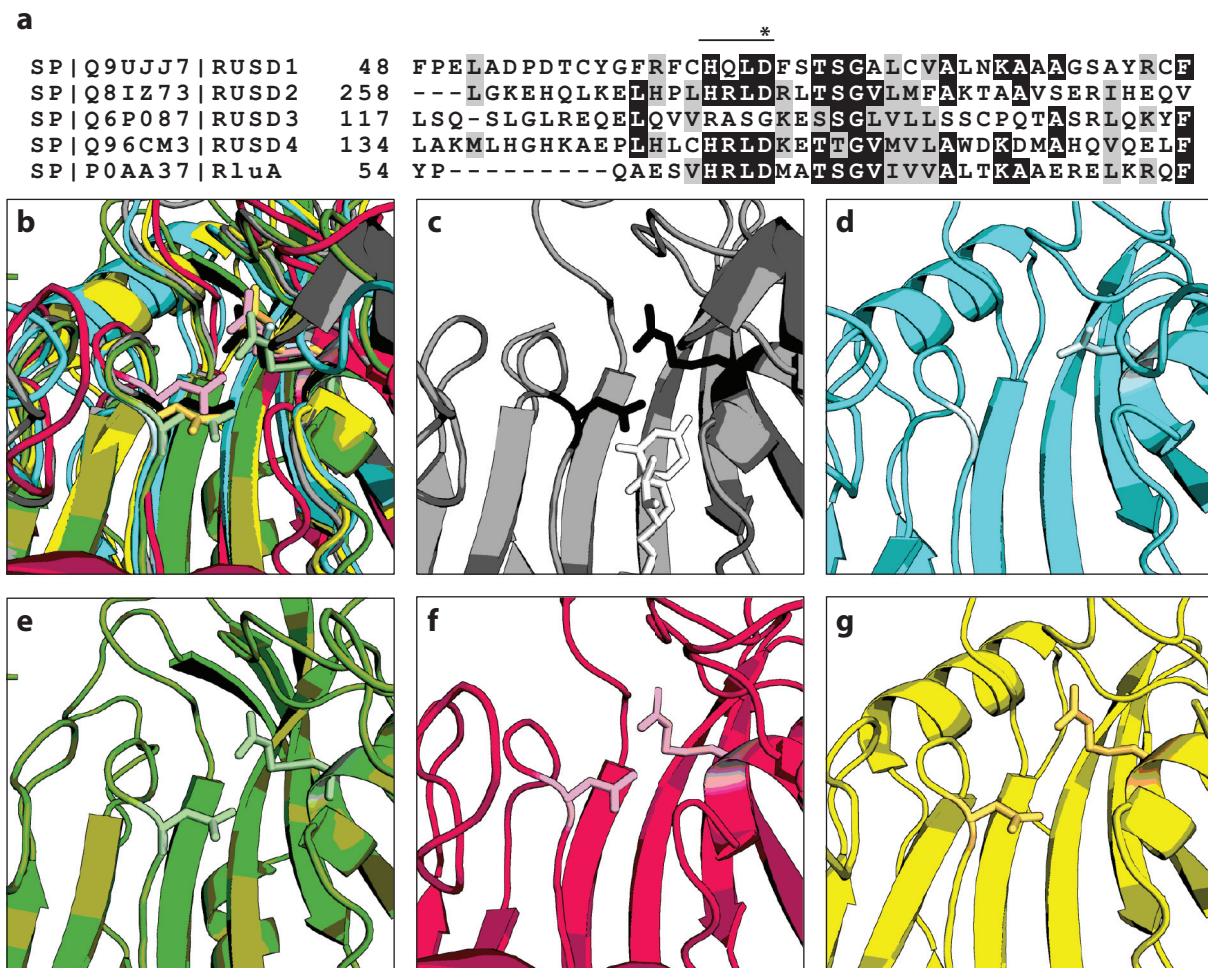 a
*
SP|Q9UJJ7|RUSD1 48 FPELADPDTCYGFRFCHQLDFSTSGALCVALNKAAAGSAYRCF
SP|Q8IZ73|RUSD2 258 ---LGKEHQLKELHPLHRLDRLTSGVLMFAKTAAVSERIHEQV
SP|Q6P087|RUSD3 117 LSQ-SLGLREQELQVVRASGKESSGLVLLSSCPQTASRLQKYF
SP|Q96CM3|RUSD4 134 LAKMLHGHKAEPLHLCHRLDKETTGVMVLAWDKDMAHQVQELF
SP|P0AA37|RluA 54 YP---------QAESVHRLDMATSGVIVVALTKAAERELKRQF
b
c
d
e
f
g